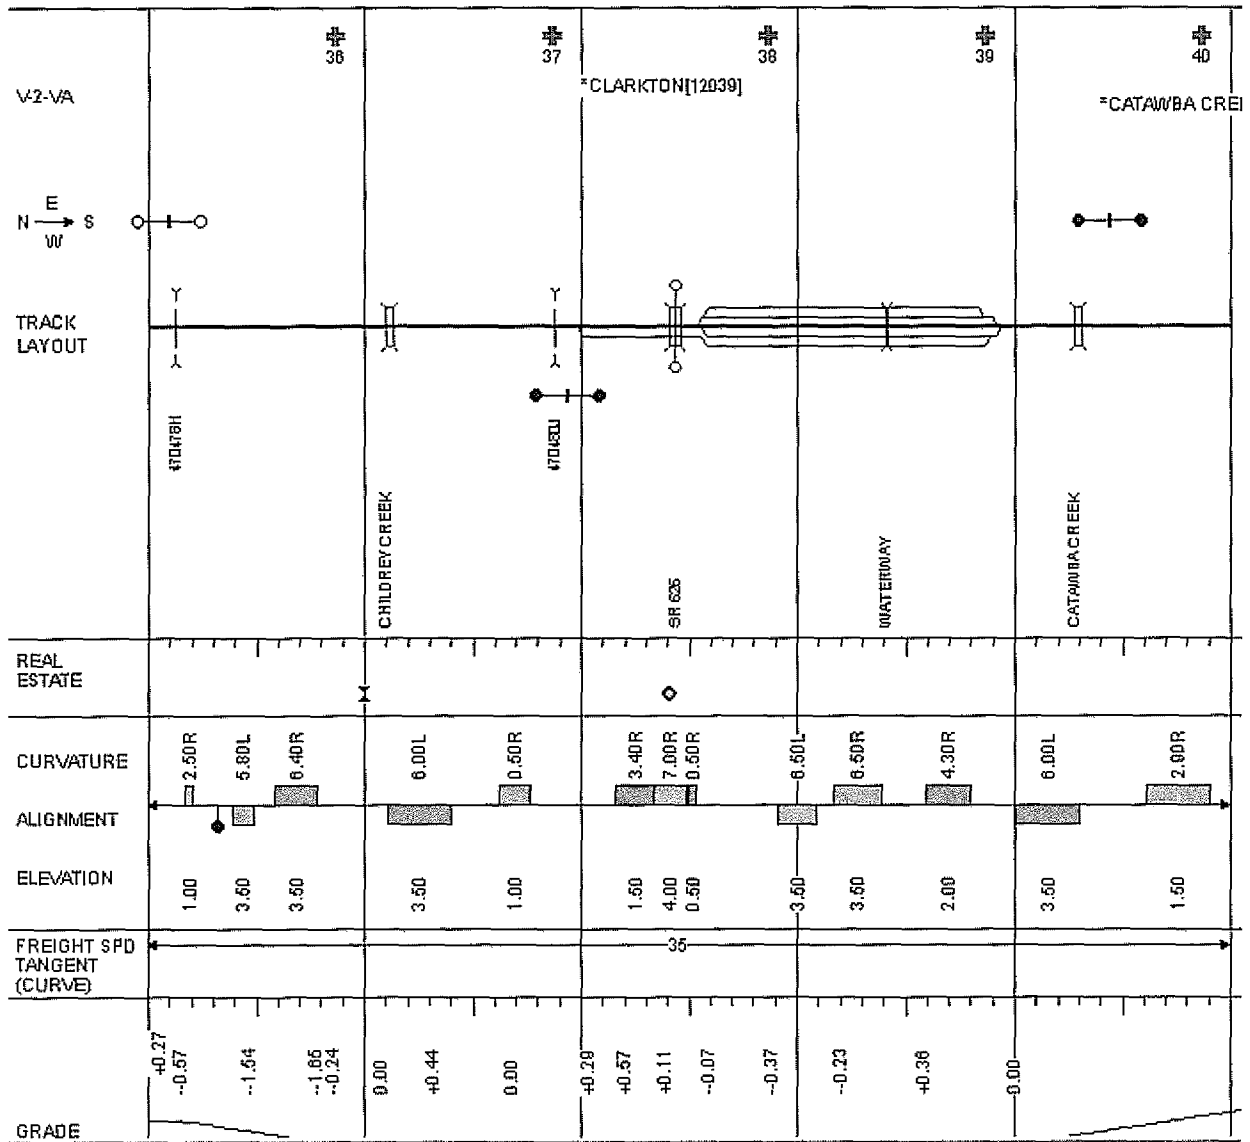 36 37 38 39 40
V-2-VA
=CLARKTON[12039]
=CATAWBA CREE
E
N S
W
TRACK
LAYOUT
470478H
470480J
CHILDREY CREEK
SR 626
WATERWAY
CATAWBA CREEK
REAL
ESTATE
CURVATURE
2.50R 5.80L 6.40R 6.00L 0.50R 3.40R 7.00R 0.50R 6.50L 6.50R 4.30R 6.00L 2.90R
ALIGNMENT
ELEVATION
1.00 3.50 3.50 3.50 1.00 1.50 4.00 0.50 3.50 3.50 2.00 3.50 1.50
FREIGHT SPD
TANGENT
(CURVE)
35
+0.27 --0.57 --1.54 --1.65 --0.24 0.00 +0.44 0.00 +0.29 +0.57 +0.11 --0.07 --0.37 --0.23 +0.36 0.00
GRADE